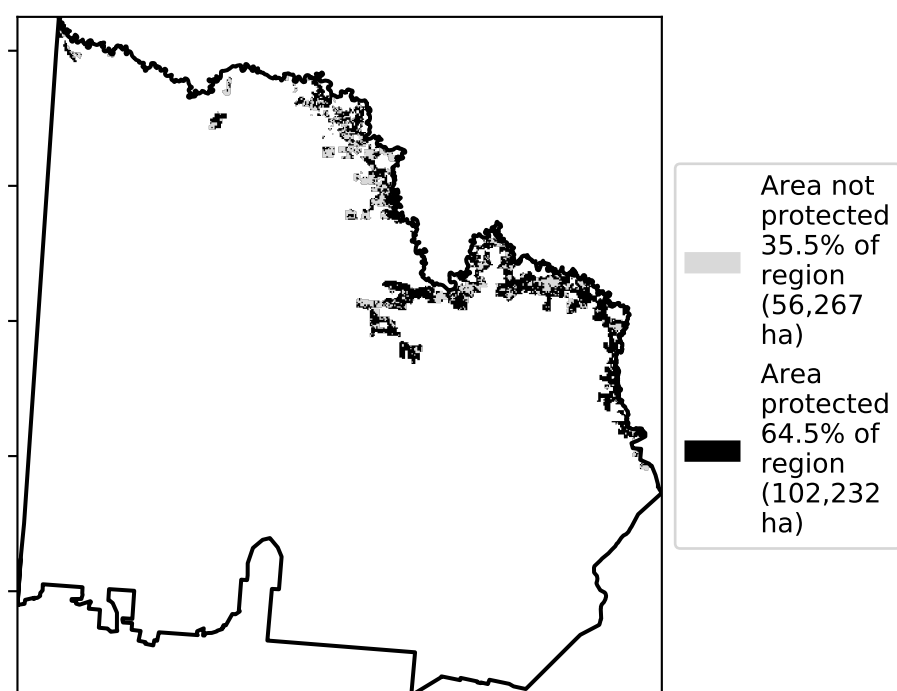 Area not
protected
35.5% of
region
(56,267
ha)
Area
protected
64.5% of
region
(102,232
ha)